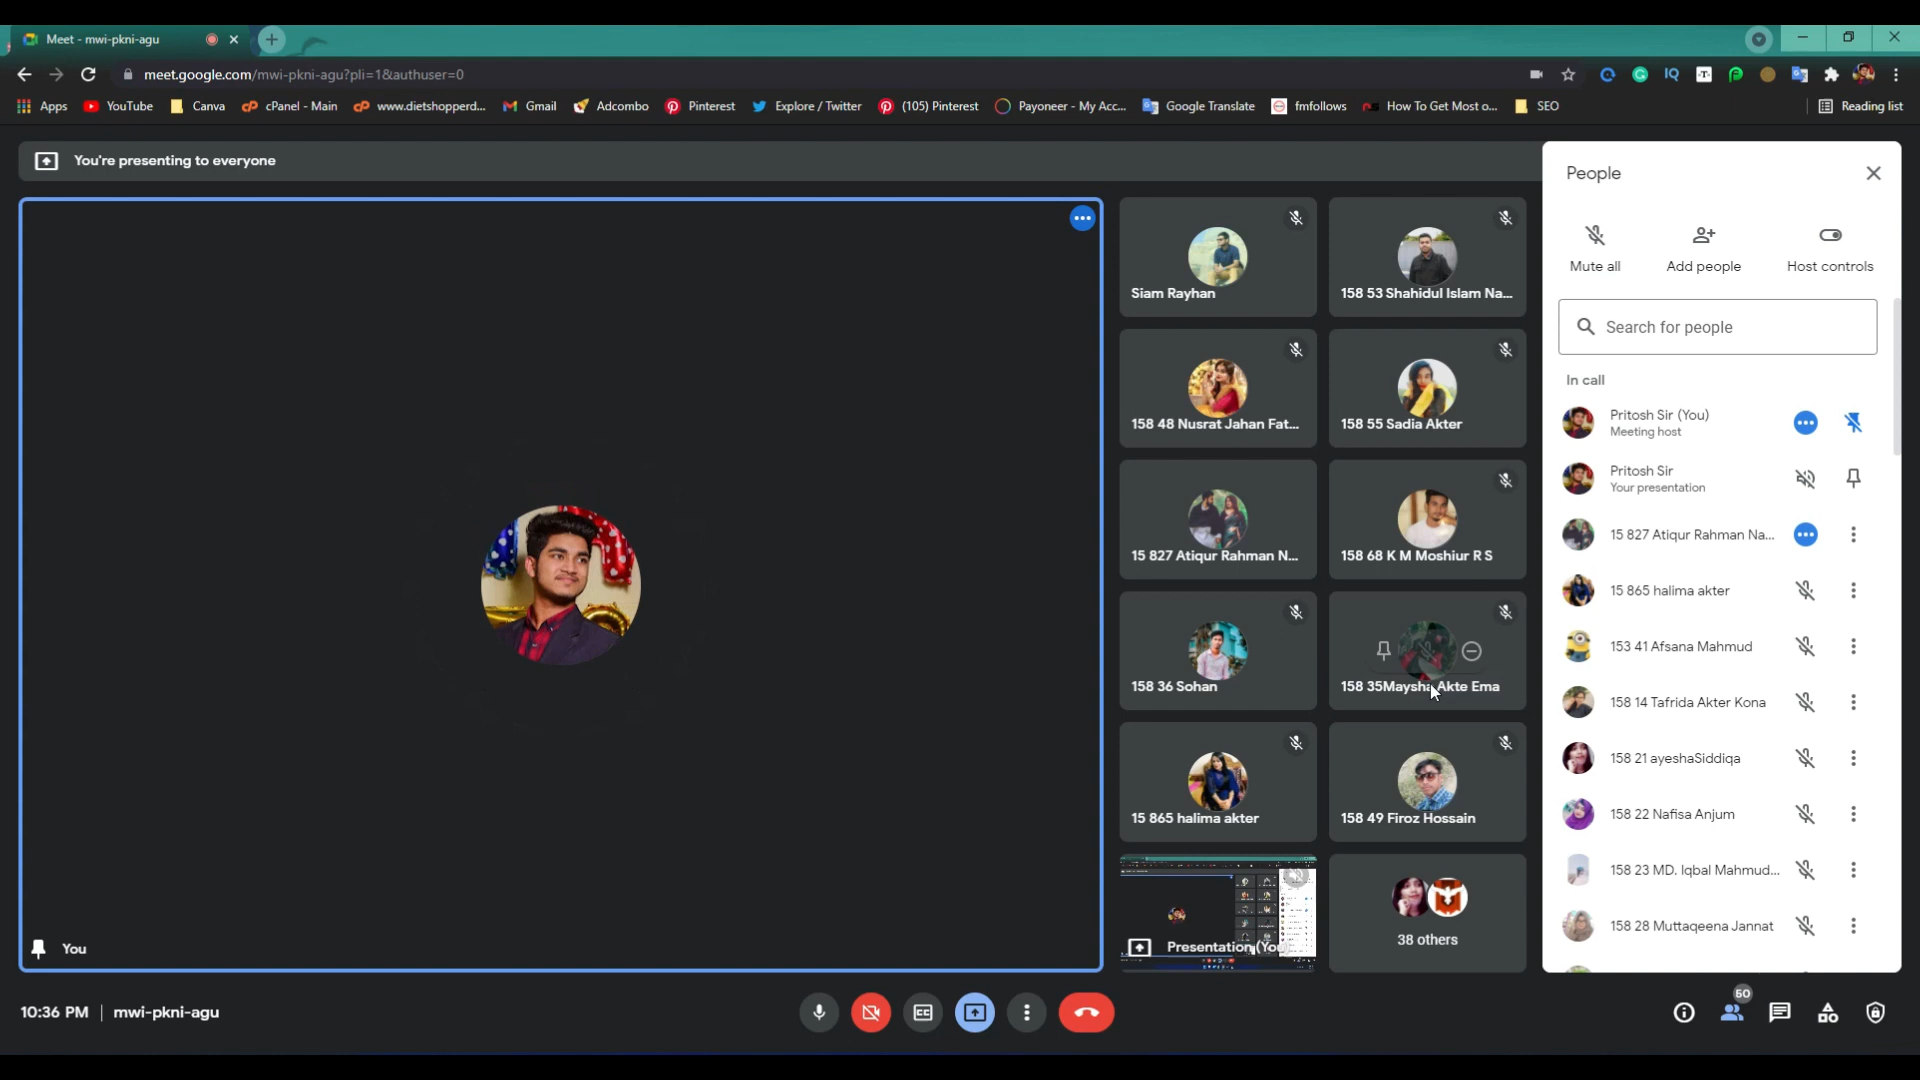 Meet - mwi-pkni-agu
meet.google.com/mwi-pkni-agu?pli=1&authuser=0
Apps YouTube Canva cPanel - Main www.dietshopperd... Gmail Adcombo Pinterest Explore / Twitter (105) Pinterest Payoneer - My Acc... Google Translate fmfollows How To Get Most o... SEO Reading list
You're presenting to everyone
You
Siam Rayhan
158 53 Shahidul Islam Na...
158 48 Nusrat Jahan Fat...
158 55 Sadia Akter
15 827 Atiqur Rahman N...
158 68 K M Moshiur R S
158 36 Sohan
158 35Maysha Akte Ema
15 865 halima akter
158 49 Firoz Hossain
Presentation (You)
38 others
People
Mute all Add people Host controls
Search for people
In call
Pritosh Sir (You)
Meeting host
Pritosh Sir
Your presentation
15 827 Atiqur Rahman Na...
15 865 halima akter
153 41 Afsana Mahmud
158 14 Tafrida Akter Kona
158 21 ayeshaSiddiqa
158 22 Nafisa Anjum
158 23 MD. Iqbal Mahmud...
158 28 Muttaqeena Jannat
10:36 PM | mwi-pkni-agu
50